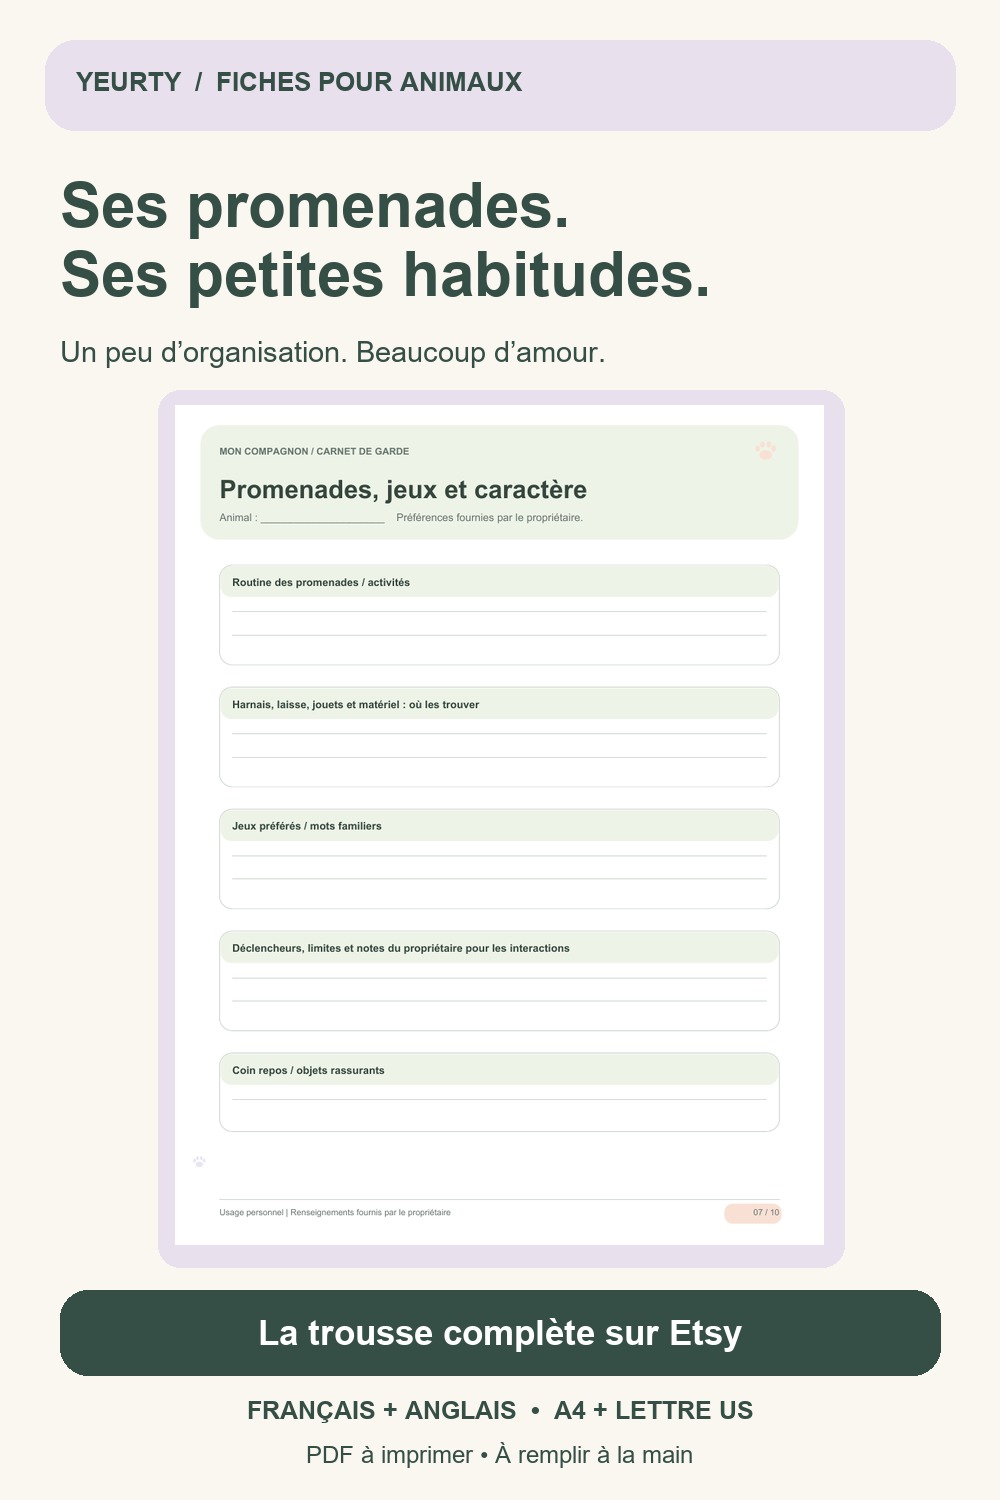 YEURTY / FICHES POUR ANIMAUX
Ses promenades.
Ses petites habitudes.
Un peu d’organisation. Beaucoup d’amour.
MON COMPAGNON / CARNET DE GARDE
Promenades, jeux et caractère
Animal : ______________________ Préférences fournies par le propriétaire.
Routine des promenades / activités
Harnais, laisse, jouets et matériel : où les trouver
Jeux préférés / mots familiers
Déclencheurs, limites et notes du propriétaire pour les interactions
Coin repos / objets rassurants
Usage personnel | Renseignements fournis par le propriétaire
07 / 10
La trousse complète sur Etsy
FRANÇAIS + ANGLAIS • A4 + LETTRE US
PDF à imprimer • À remplir à la main